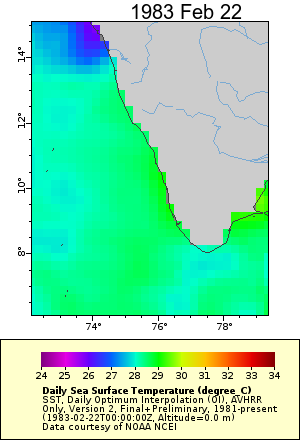 1983 Feb 22
14°
12°
10°
8°
74°
76°
78°
24 25 26 27 28 29 30 31 32 33 34
Daily Sea Surface Temperature (degree_C)
SST, Daily Optimum Interpolation (OI), AVHRR
Only, Version 2, Final+Preliminary, 1981-present
(1983-02-22T00:00:00Z, Altitude=0.0 m)
Data courtesy of NOAA NCEI